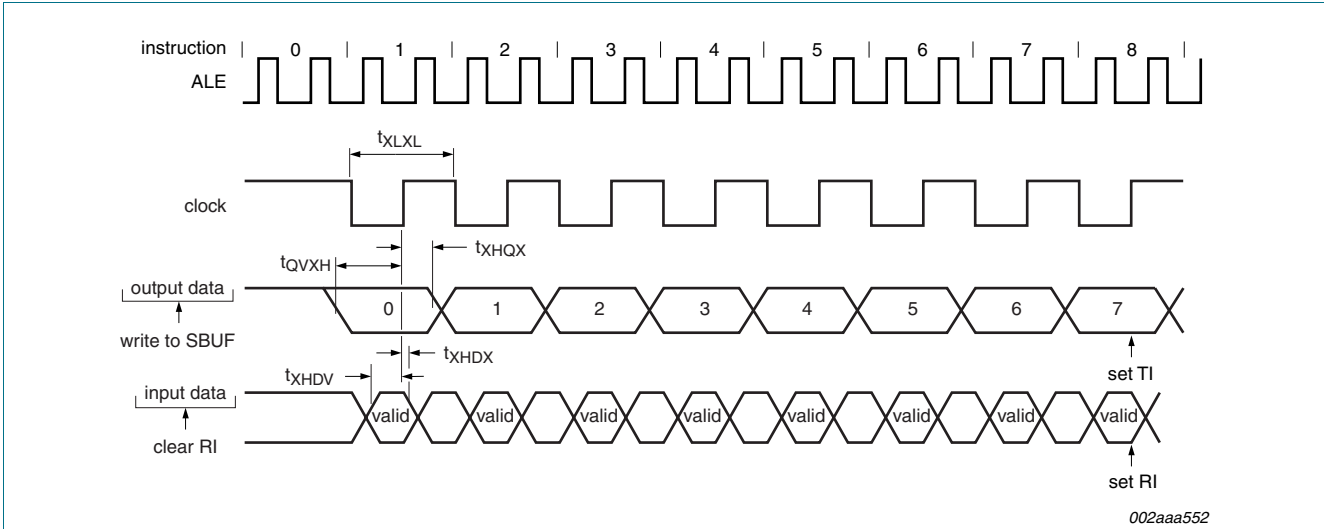 instruction 0 1 2 3 4 5 6 7 8
ALE
tXLXL
clock
tXHQX
tQVXH
output data 0 1 2 3 4 5 6 7
write to SBUF
tXHDX
set TI
tXHDV
input data valid valid valid valid valid valid valid valid
clear RI
set RI
002aaa552